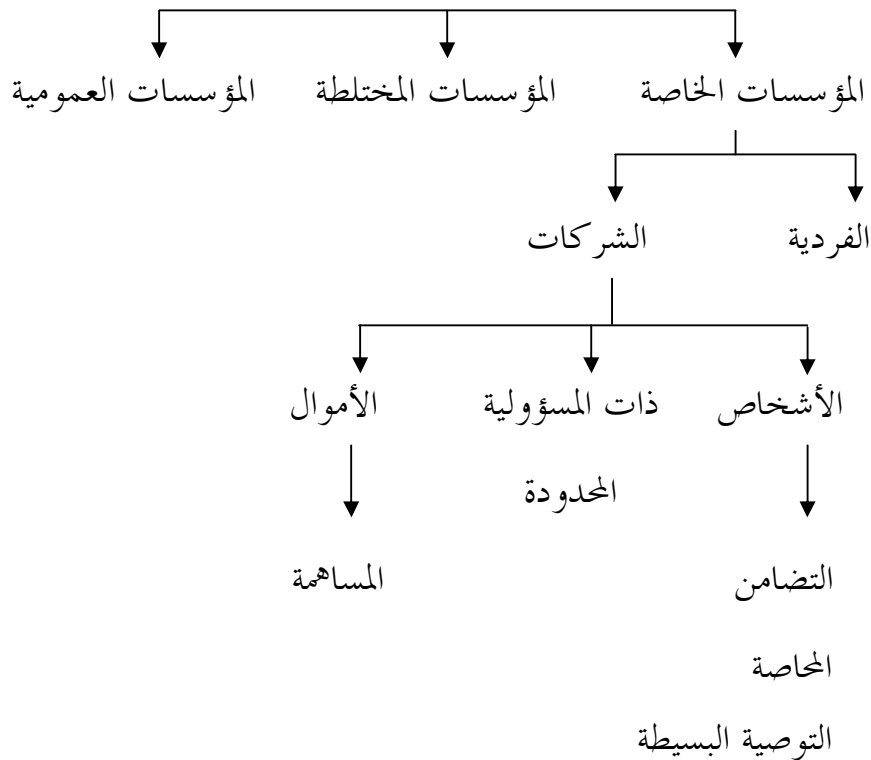 المؤسسات الخاصة المؤسسات المختلطة المؤسسات العمومية
الفردية الشركات
الأشخاص ذات المسؤولية الأموال
المحدودة
التضامن المساهمة
المحاصة
التوصية البسيطة